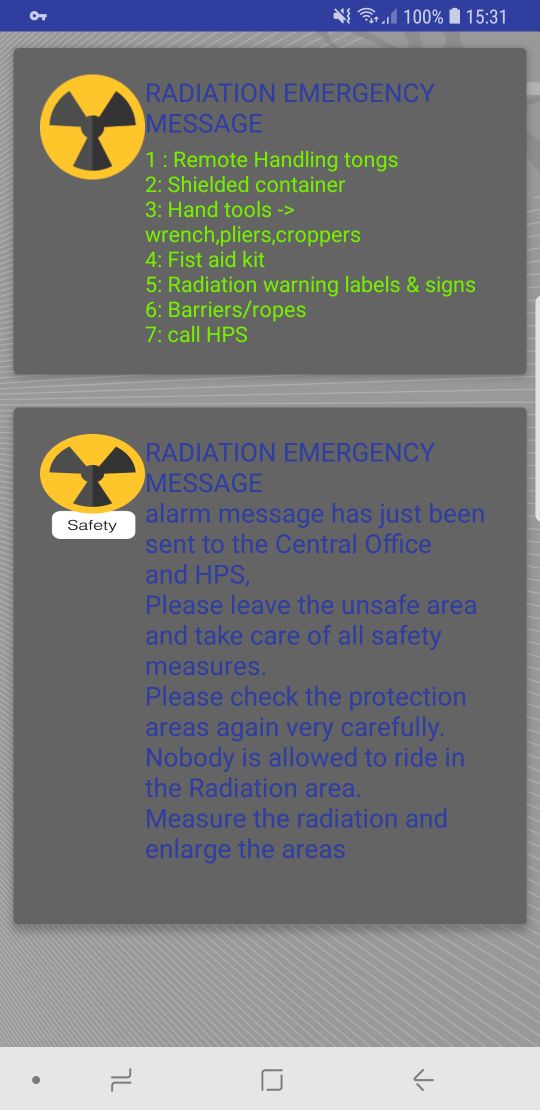 100% 15:31
RADIATION EMERGENCY
MESSAGE
1 : Remote Handling tongs
2: Shielded container
3: Hand tools ->
wrench,pliers,croppers
4: Fist aid kit
5: Radiation warning labels & signs
6: Barriers/ropes
7: call HPS
RADIATION EMERGENCY
MESSAGE
Safety
alarm message has just been
sent to the Central Office
and HPS,
Please leave the unsafe area
and take care of all safety
measures.
Please check the protection
areas again very carefully.
Nobody is allowed to ride in
the Radiation area.
Measure the radiation and
enlarge the areas